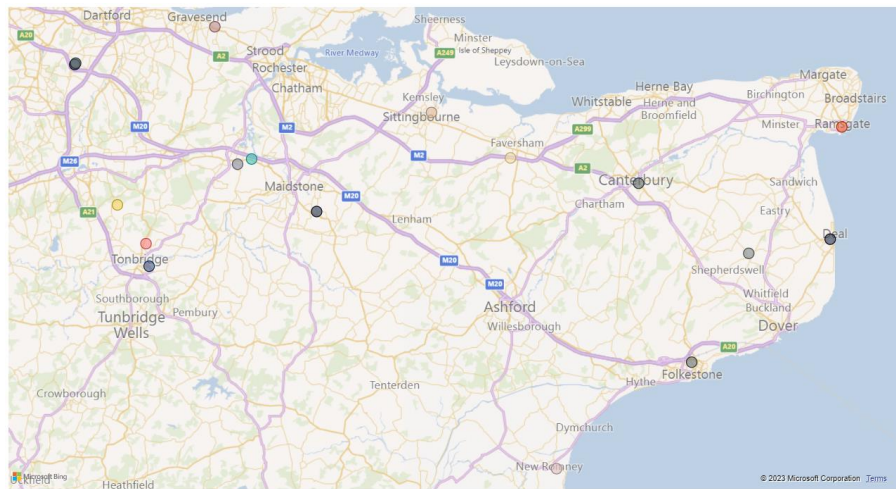 Dartford
Gravesend
Sheerness
Minster
Isle of Sheppey
Leysdown-on-Sea
A20
A2
Strood
River Medway
A249
Rochester
Chatham
Kemsley
Sittingbourne
Herne Bay
Whitstable
Herne and
Broomfield
Margate
Birchington
Broadstairs
M20
M2
A299
Minster
Ramsgate
Faversham
M26
M2
A2
Maidstone
M20
Canterbury
Sandwich
A21
Lenham
Chartham
Eastry
Deal
Tonbridge
M20
Shepherdswell
Southborough
Pembury
Tunbridge
Wells
M20
Ashford
Willesborough
Whitfield
Buckland
Dover
A20
Folkestone
Hythe
Tenterden
Crowborough
Dymchurch
New Romney
Microsoft Bing
Heathfield
© 2023 Microsoft Corporation Terms